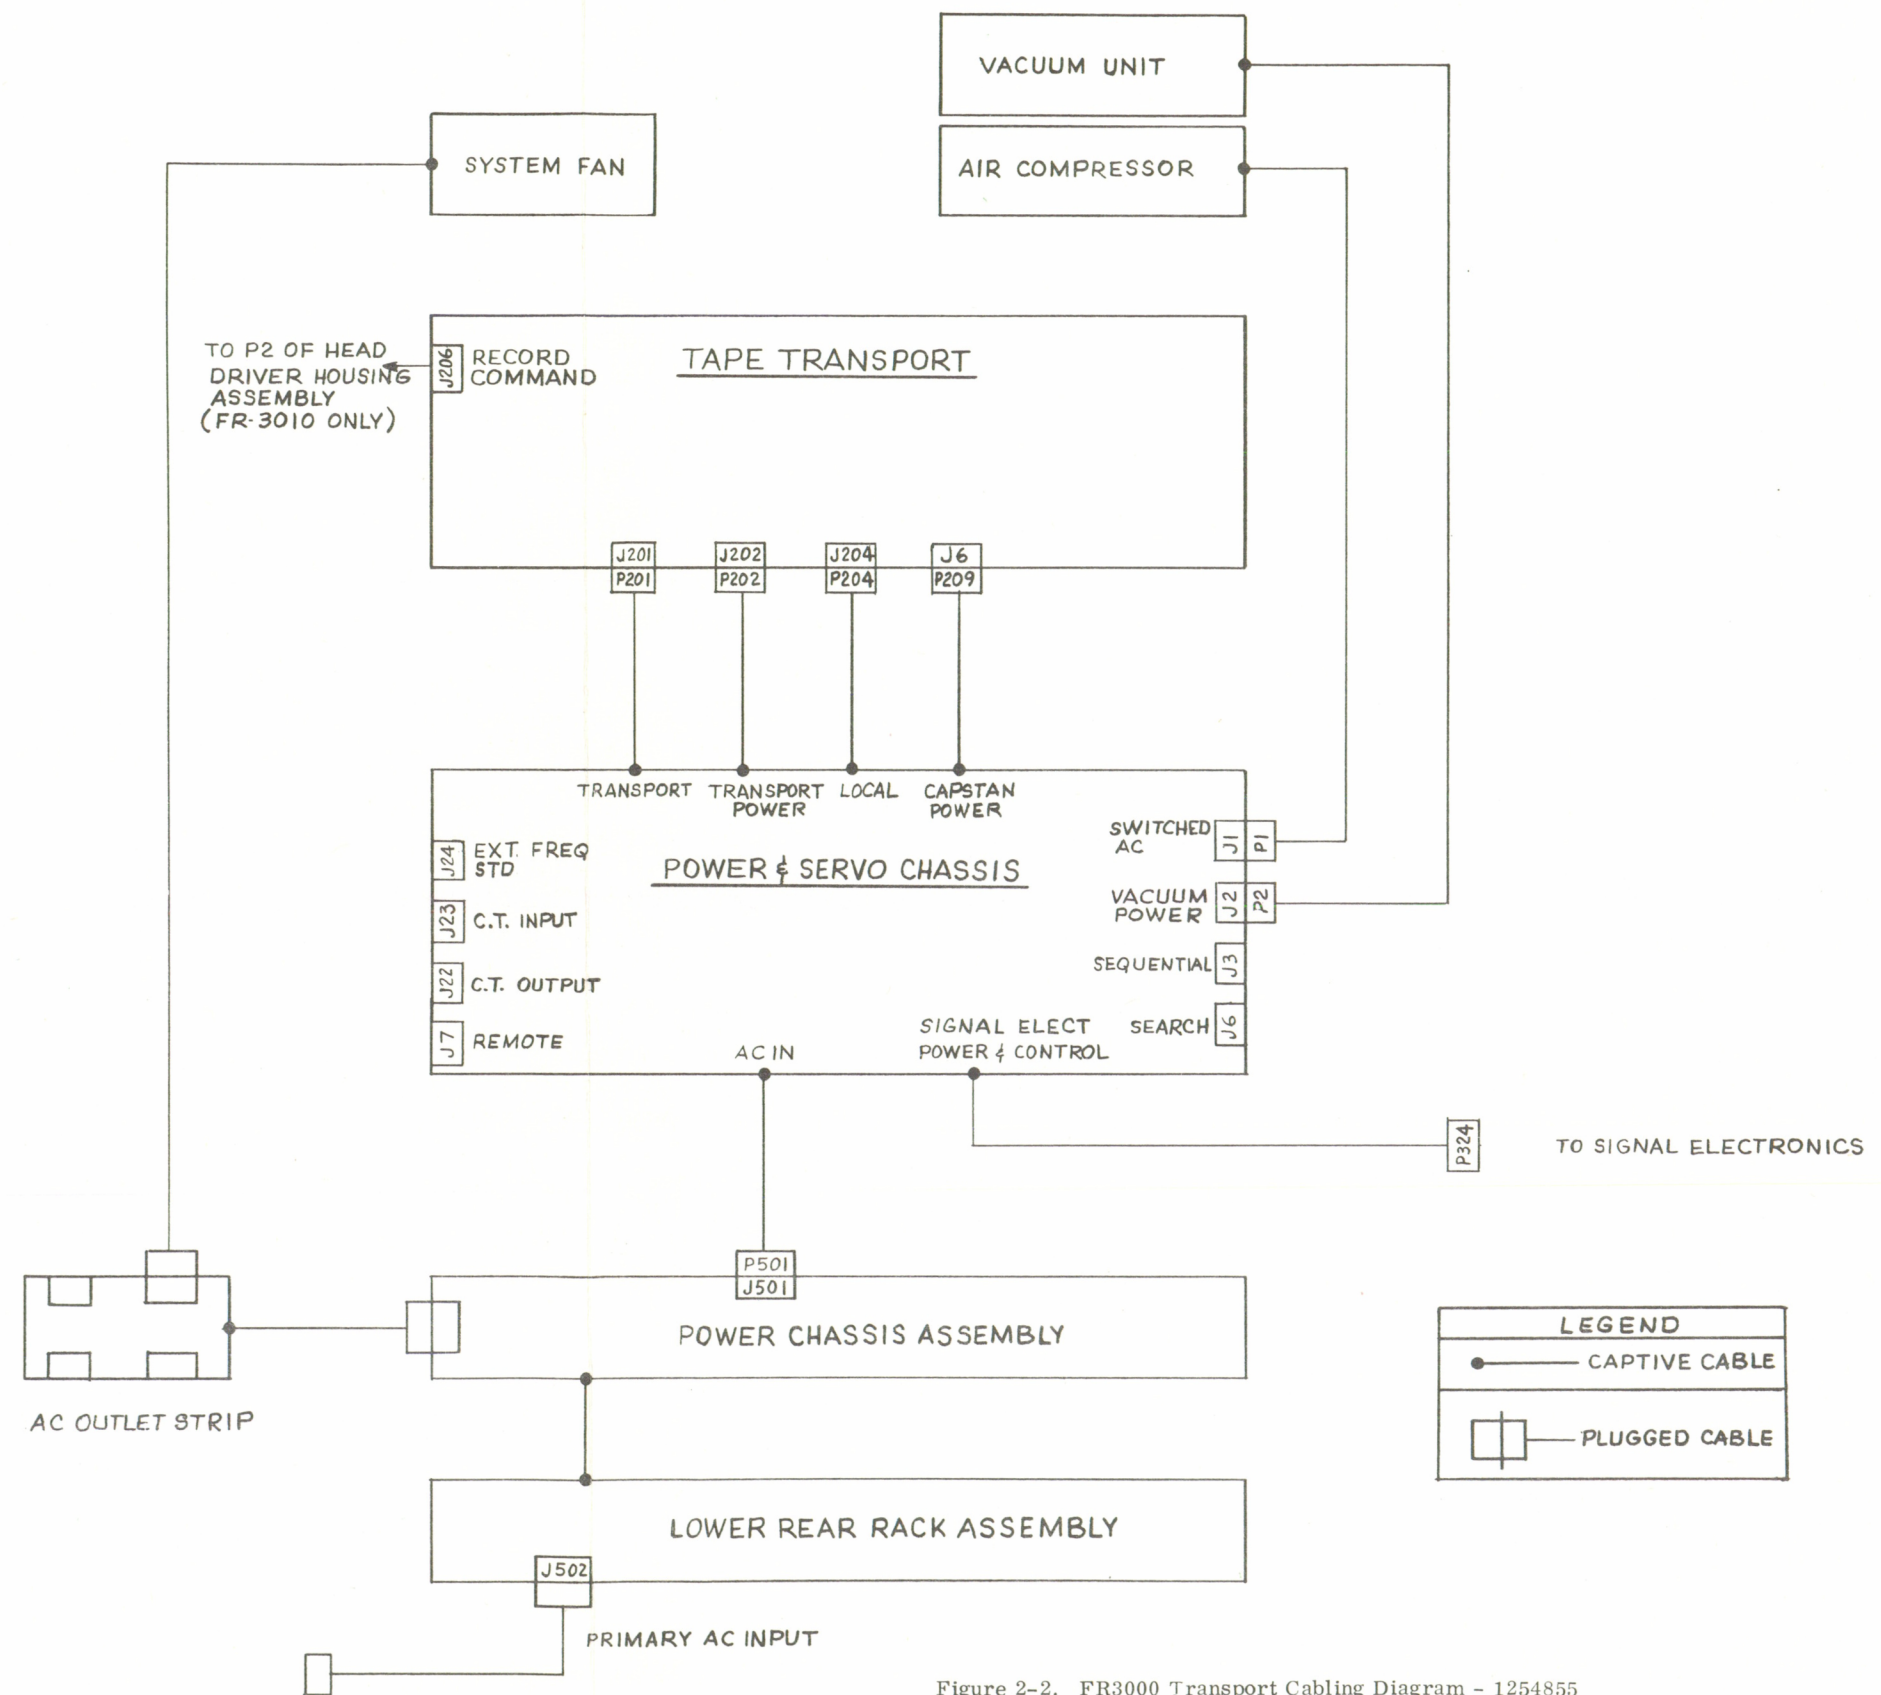 VACUUM UNIT
SYSTEM FAN
AIR COMPRESSOR
TO P2 OF HEAD
DRIVER HOUSING
ASSEMBLY
(FR-3010 ONLY)
J206
RECORD
COMMAND
TAPE TRANSPORT
J201
J202
J204
J6
P201
P202
P204
P209
TRANSPORT
TRANSPORT
POWER
LOCAL
CAPSTAN
POWER
SWITCHED
AC
J1
P1
J24
EXT. FREQ
STD
POWER & SERVO CHASSIS
VACUUM
POWER
J2
P2
J23
C.T. INPUT
SEQUENTIAL
J3
J22
C.T. OUTPUT
SIGNAL ELECT
POWER & CONTROL
SEARCH
J6
J7
REMOTE
AC IN
P324
TO SIGNAL ELECTRONICS
P501
J501
POWER CHASSIS ASSEMBLY
LEGEND
CAPTIVE CABLE
PLUGGED CABLE
AC OUTLET STRIP
LOWER REAR RACK ASSEMBLY
J502
PRIMARY AC INPUT
Figure 2-2. FR3000 Transport Cabling Diagram - 1254855